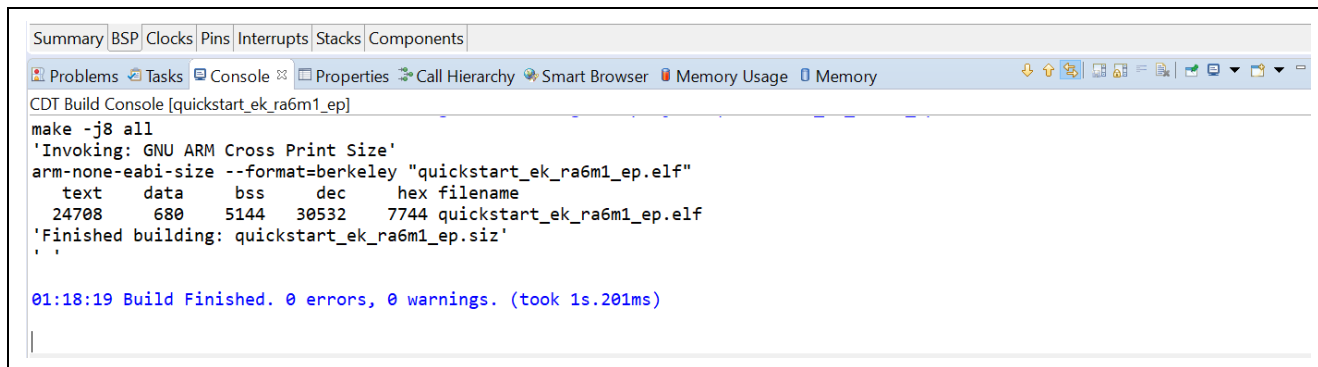 Summary BSP Clocks Pins Interrupts Stacks Components
Problems Tasks Console Properties Call Hierarchy Smart Browser Memory Usage Memory
CDT Build Console [quickstart_ek_ra6m1_ep]
make -j8 all
'Invoking: GNU ARM Cross Print Size'
arm-none-eabi-size --format=berkeley "quickstart_ek_ra6m1_ep.elf"
   text    data     bss     dec     hex filename
  24708     680    5144   30532    7744 quickstart_ek_ra6m1_ep.elf
'Finished building: quickstart_ek_ra6m1_ep.siz'
' '
01:18:19 Build Finished. 0 errors, 0 warnings. (took 1s.201ms)